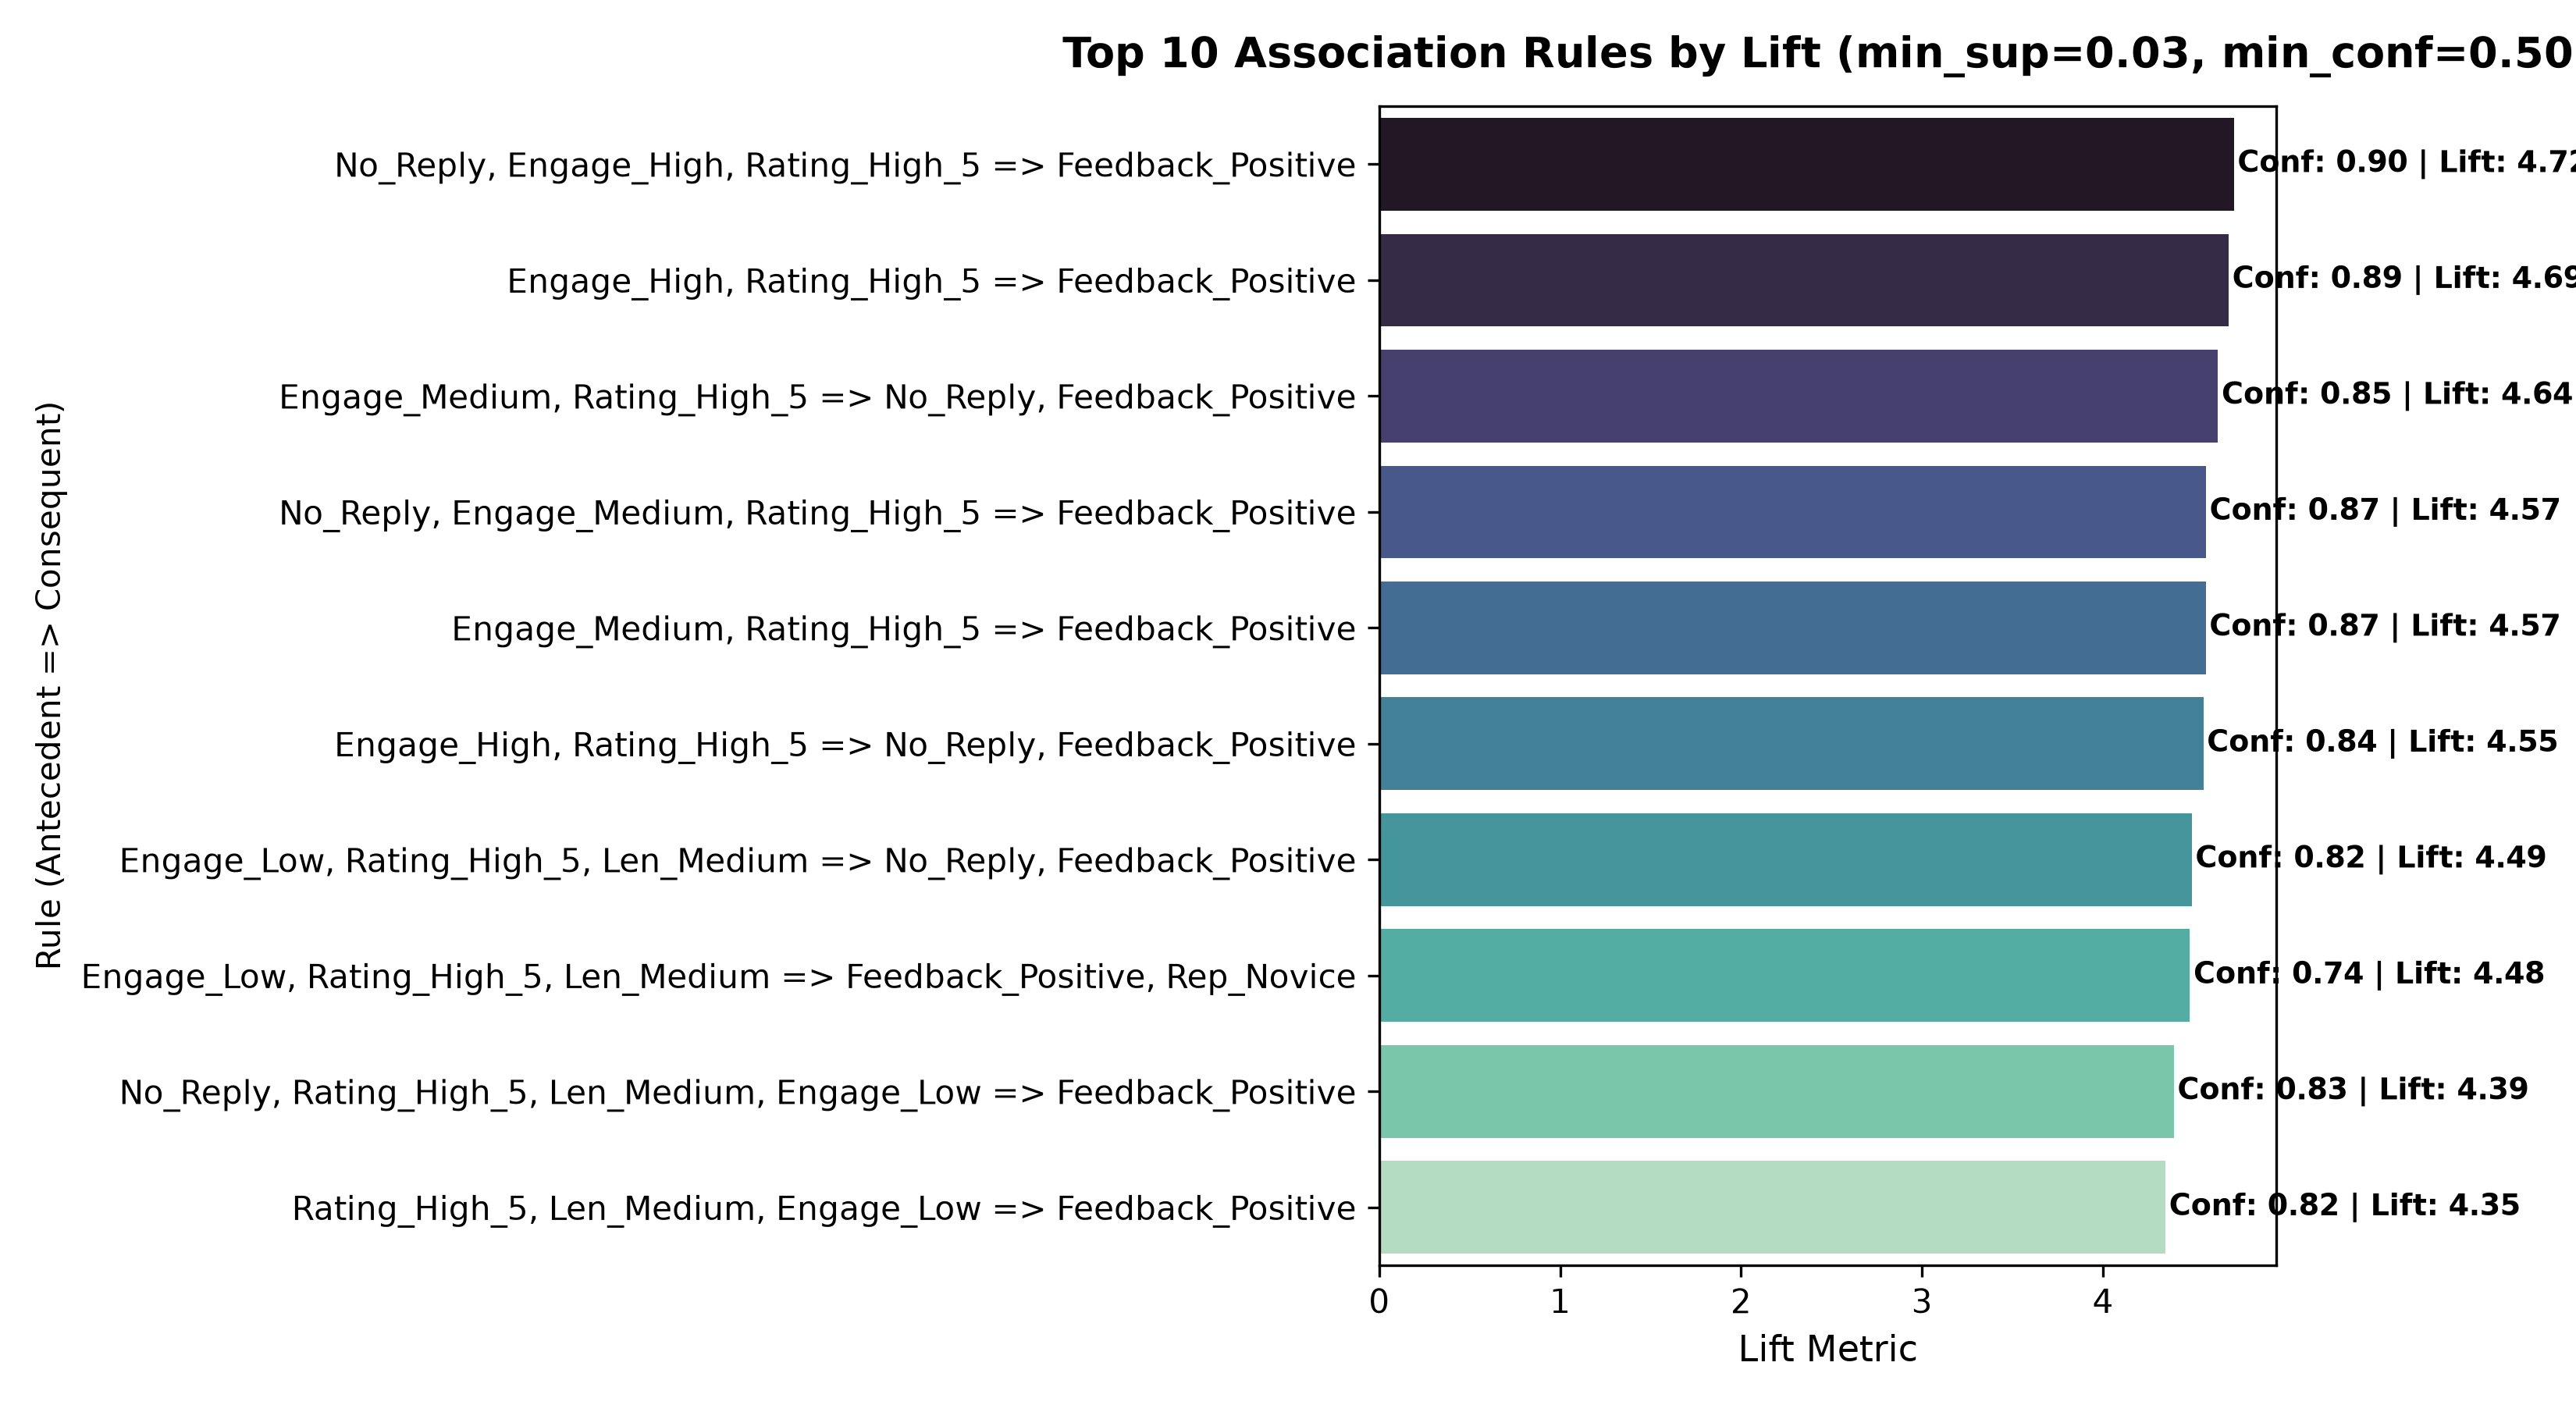 Top 10 Association Rules by Lift (min_sup=0.03, min_conf=0.50
Rule (Antecedent => Consequent)
No_Reply, Engage_High, Rating_High_5 => Feedback_Positive
Conf: 0.90 | Lift: 4.72
Engage_High, Rating_High_5 => Feedback_Positive
Conf: 0.89 | Lift: 4.69
Engage_Medium, Rating_High_5 => No_Reply, Feedback_Positive
Conf: 0.85 | Lift: 4.64
No_Reply, Engage_Medium, Rating_High_5 => Feedback_Positive
Conf: 0.87 | Lift: 4.57
Engage_Medium, Rating_High_5 => Feedback_Positive
Conf: 0.87 | Lift: 4.57
Engage_High, Rating_High_5 => No_Reply, Feedback_Positive
Conf: 0.84 | Lift: 4.55
Engage_Low, Rating_High_5, Len_Medium => No_Reply, Feedback_Positive
Conf: 0.82 | Lift: 4.49
Engage_Low, Rating_High_5, Len_Medium => Feedback_Positive, Rep_Novice
Conf: 0.74 | Lift: 4.48
No_Reply, Rating_High_5, Len_Medium, Engage_Low => Feedback_Positive
Conf: 0.83 | Lift: 4.39
Rating_High_5, Len_Medium, Engage_Low => Feedback_Positive
Conf: 0.82 | Lift: 4.35
0 1 2 3 4
Lift Metric